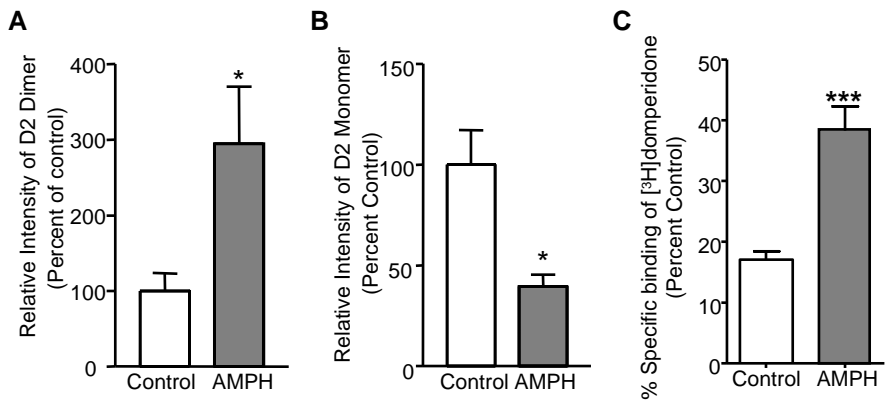 A
Relative Intensity of D2 Dimer
(Percent of control)
400
300
200
100
0
*
Control AMPH
B
Relative Intensity of D2 Monomer
(Percent Control)
150
100
50
0
*
Control AMPH
C
% Specific binding of [³H]domperidone
(Percent Control)
50
40
30
20
10
0
***
Control AMPH